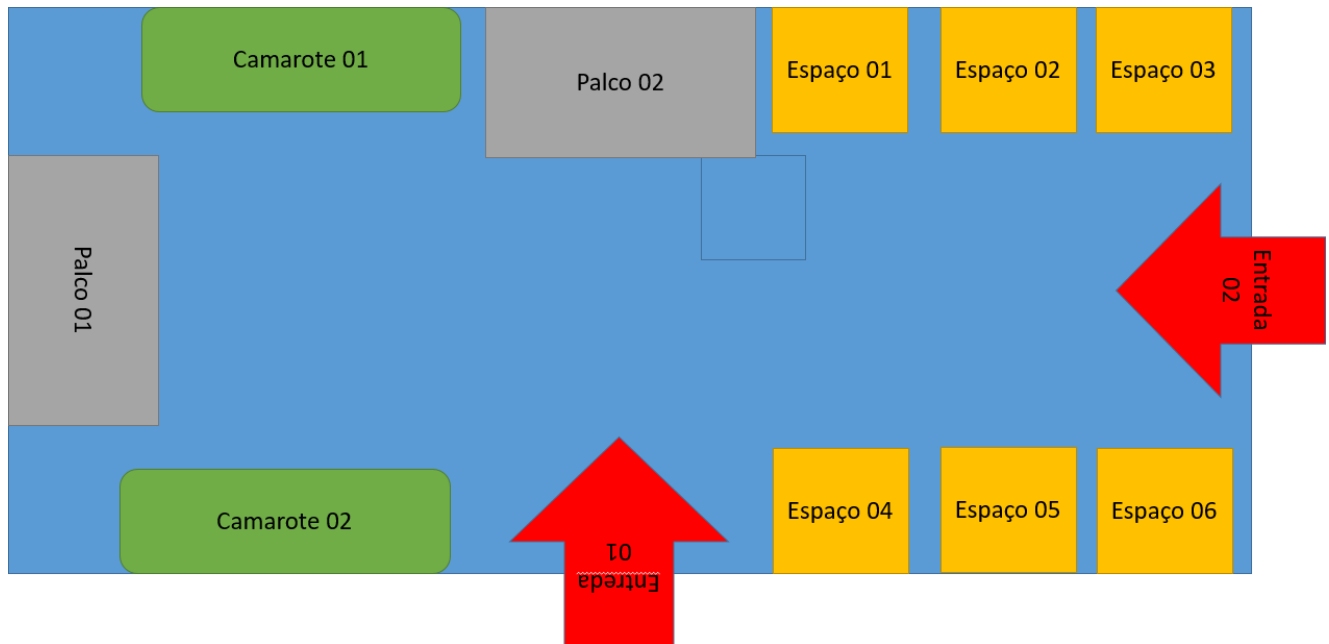 Camarote 01
Palco 02
Espaço 01
Espaço 02
Espaço 03
Palco 01
Entrada
02
Camarote 02
Entreda
01
Espaço 04
Espaço 05
Espaço 06